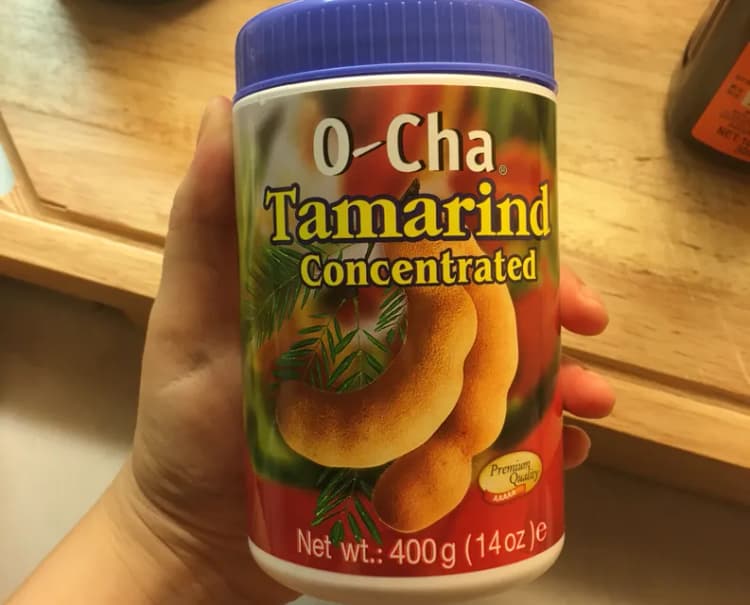 O-Cha®
Tamarind
Concentrated
Premium
Quality
Net wt.: 400g (14oz)e